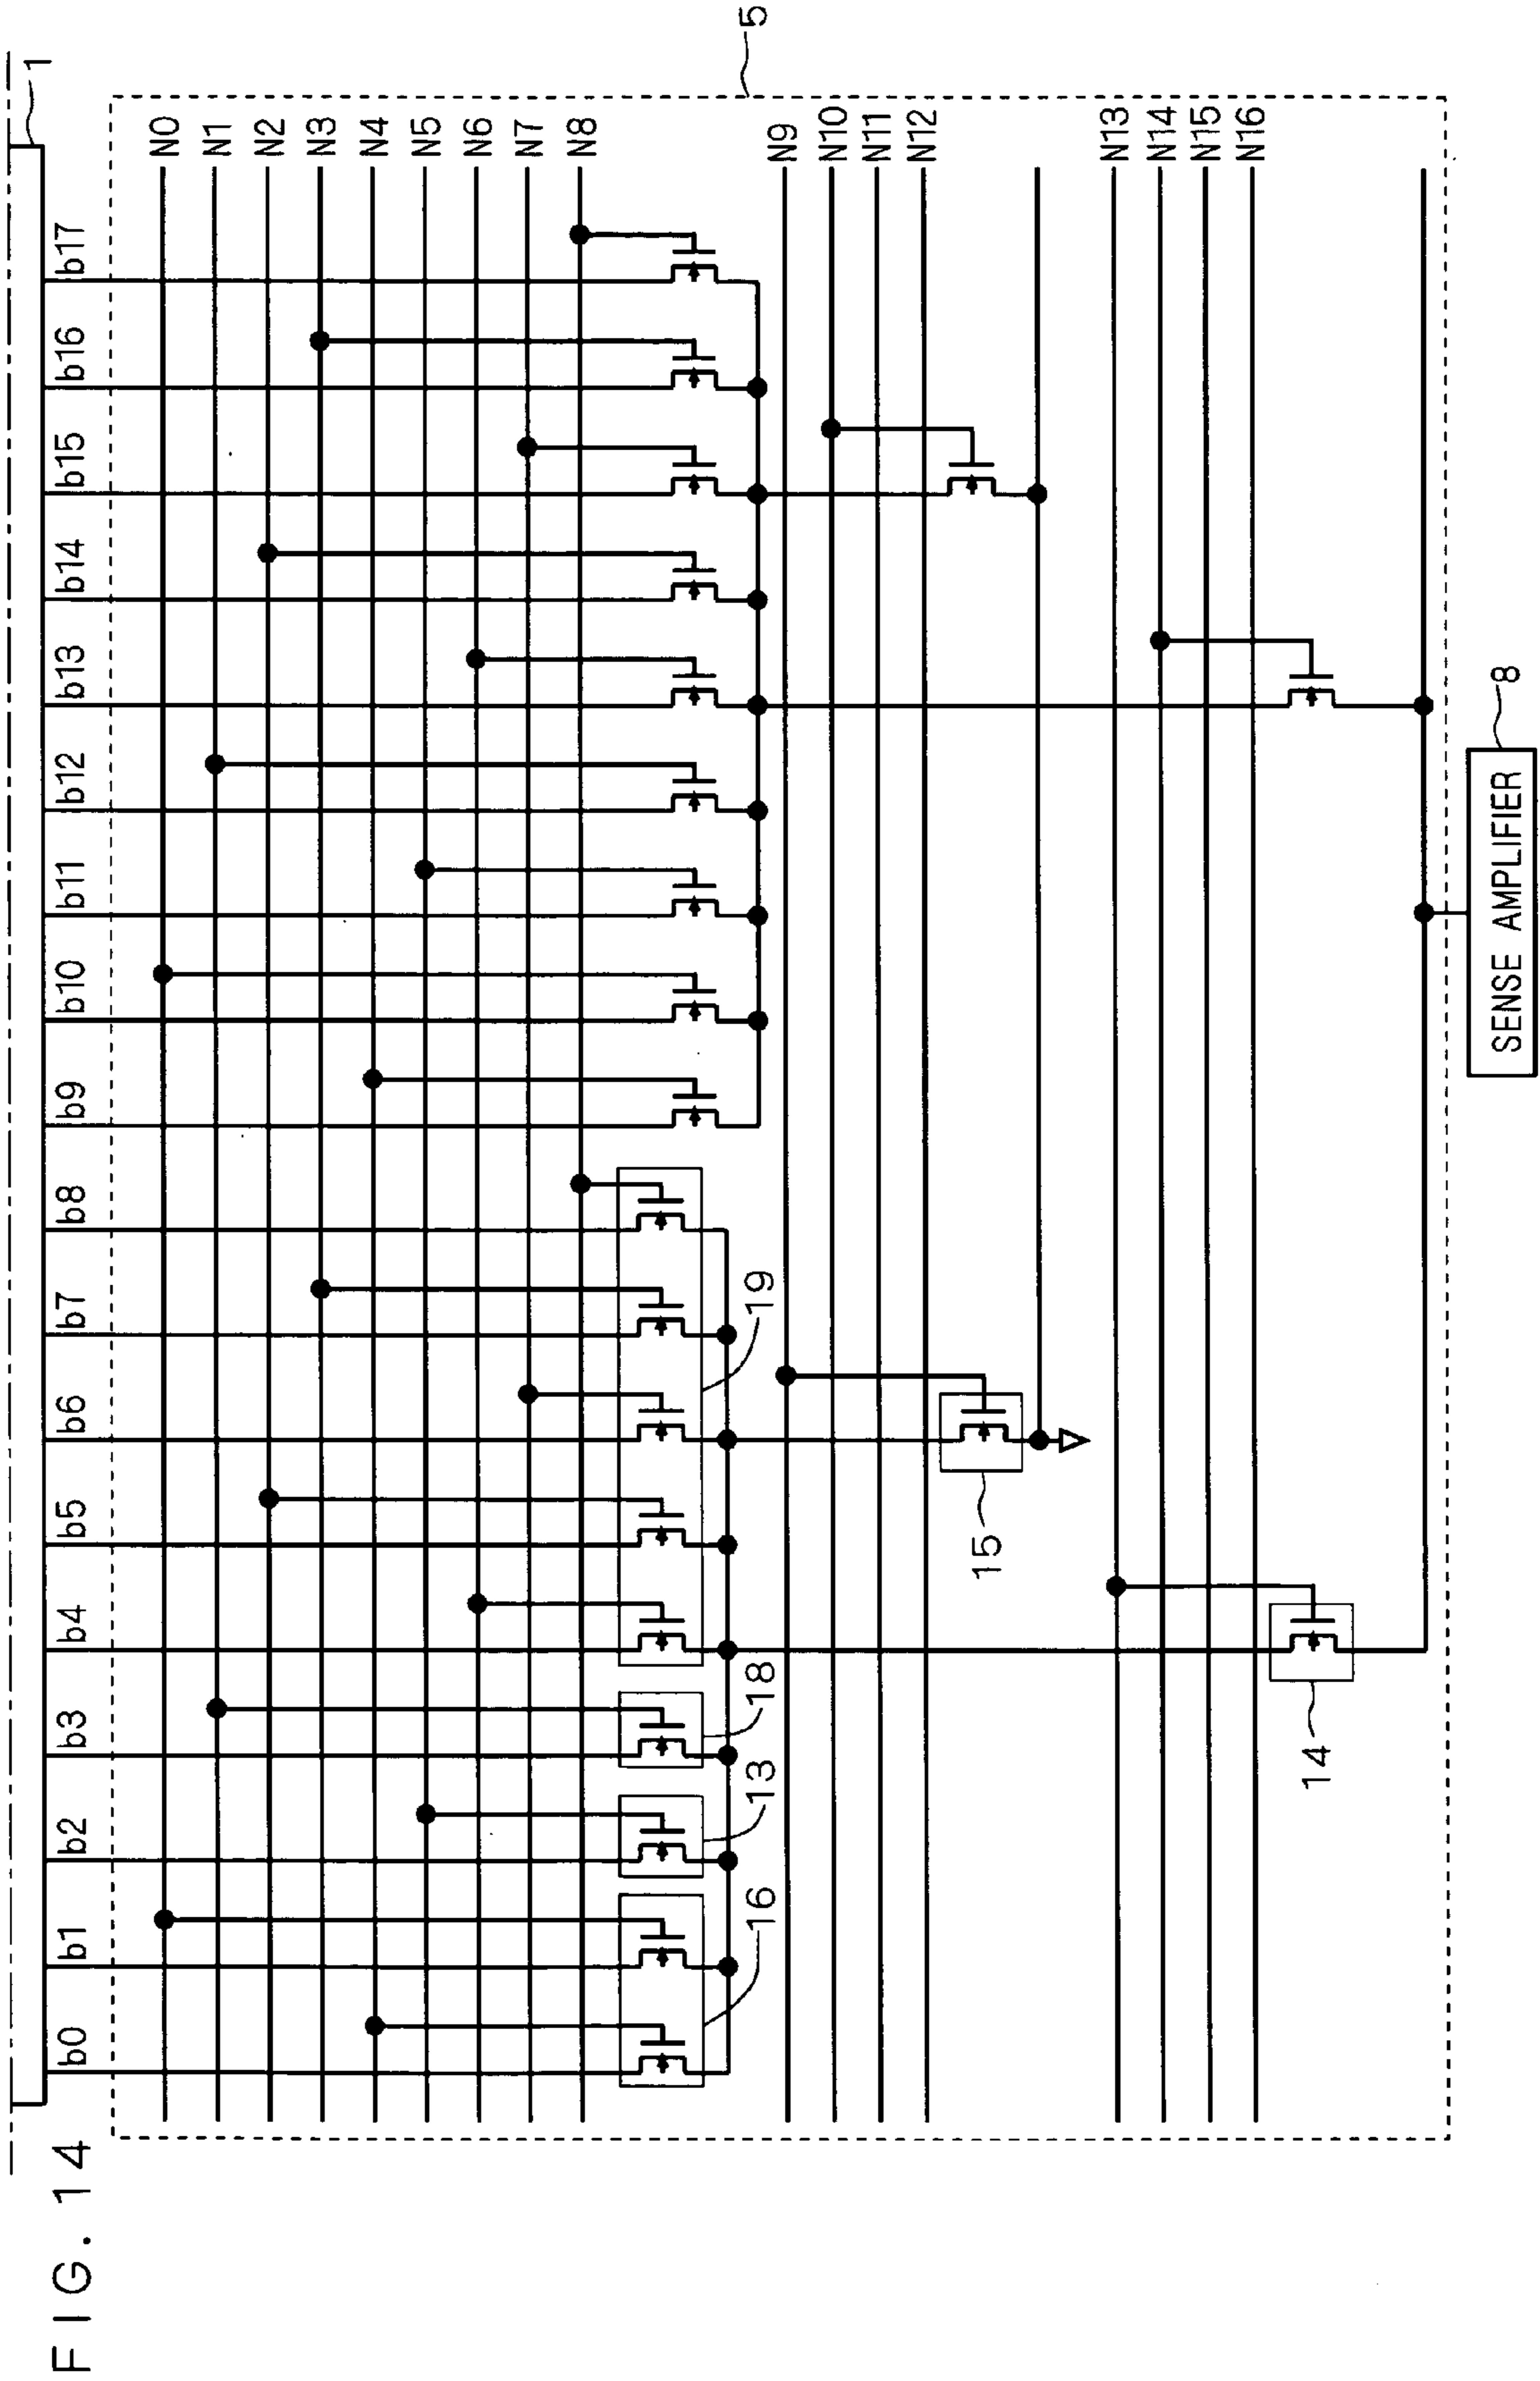 FIG. 14
1
b0 b1 b2 b3 b4 b5 b6 b7 b8 b9 b10 b11 b12 b13 b14 b15 b16 b17
N0
N1
N2
N3
N4
N5
N6
N7
N8
16
13
18
19
N9
N10
N11
N12
15
N13
N14
N15
N16
14
5
8
SENSE AMPLIFIER